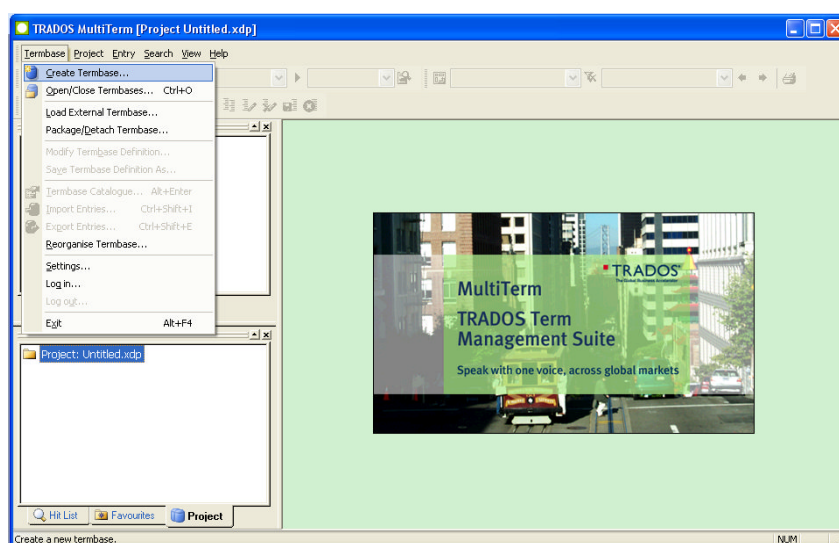 TRADOS MultiTerm [Project Untitled.xdp]
Termbase Project Entry Search View Help
Create Termbase...
Open/Close Termbases... Ctrl+O
Load External Termbase...
Package/Detach Termbase...
Modify Termbase Definition...
Save Termbase Definition As...
Termbase Catalogue... Alt+Enter
Import Entries... Ctrl+Shift+I
Export Entries... Ctrl+Shift+E
Reorganise Termbase...
Settings...
Log in...
Log out...
Exit Alt+F4
Project: Untitled.xdp
Hit List Favourites Project
TRADOS
The Global Business Accelerator
MultiTerm
TRADOS Term
Management Suite
Speak with one voice, across global markets
Create a new termbase. NUM